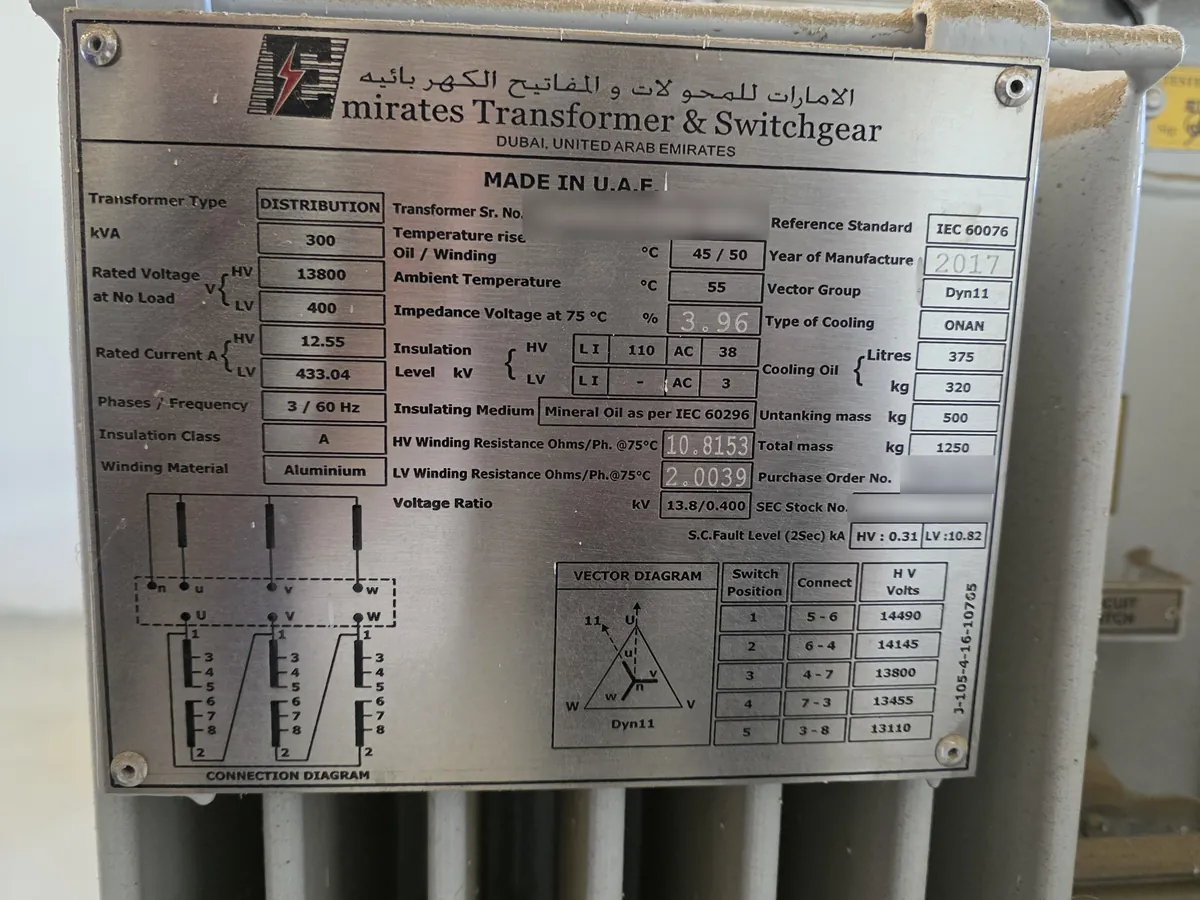 الامارات للمحولات و المفاتيح الكهربائيه
Emirates Transformer & Switchgear
DUBAI, UNITED ARAB EMIRATES
MADE IN U.A.E.
Transformer Type DISTRIBUTION
kVA 300
Rated Voltage at No Load V HV 13800
LV 400
Rated Current A HV 12.55
LV 433.04
Phases / Frequency 3 / 60 Hz
Insulation Class A
Winding Material Aluminium
Transformer Sr. No.
Temperature rise
Oil / Winding °C 45 / 50
Ambient Temperature °C 55
Impedance Voltage at 75 °C % 3.96
Insulation Level kV HV LI 110 AC 38
LV LI - AC 3
Insulating Medium Mineral Oil as per IEC 60296
HV Winding Resistance Ohms/Ph. @75°C 10.8153
LV Winding Resistance Ohms/Ph.@75°C 2.0039
Voltage Ratio kV 13.8/0.400
Reference Standard IEC 60076
Year of Manufacture 2017
Vector Group Dyn11
Type of Cooling ONAN
Cooling Oil Litres 375
kg 320
Untanking mass kg 500
Total mass kg 1250
Purchase Order No.
SEC Stock No.
S.C.Fault Level (2Sec) kA HV : 0.31 LV :10.82
n u v w
U V W
1 1 1
3 3 3
4 4 4
5 5 5
6 6 6
7 7 7
8 8 8
2 2 2
CONNECTION DIAGRAM
VECTOR DIAGRAM
11 U
u
v
w n
W V
Dyn11
Switch Position Connect H V Volts
1 5 - 6 14490
2 6 - 4 14145
3 4 - 7 13800
4 7 - 3 13455
5 3 - 8 13110
J-105-4-16-10765